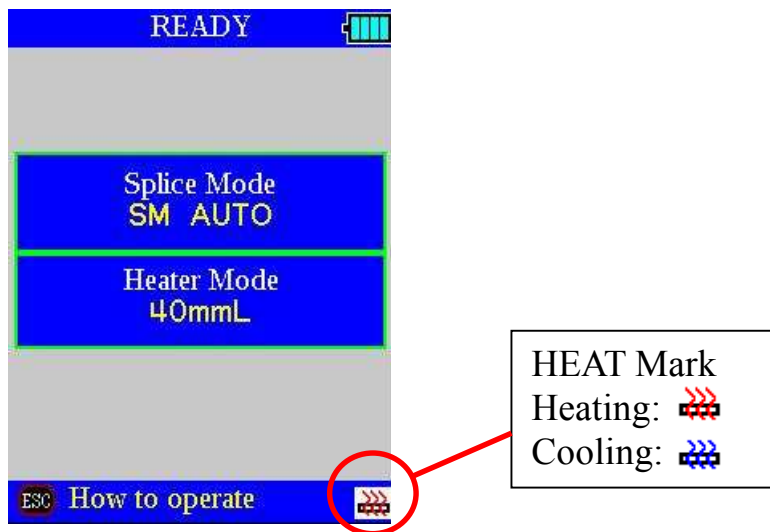 READY
Splice Mode
SM AUTO
Heater Mode
40mmL
ESC How to operate
HEAT Mark
Heating:
Cooling: